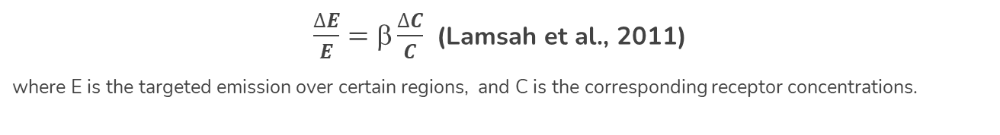 ΔE/E = β ΔC/C (Lamsah et al., 2011)
where E is the targeted emission over certain regions, and C is the corresponding receptor concentrations.